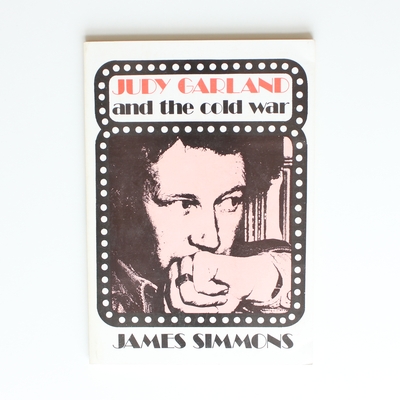 JUDY GARLAND
and the cold war
JAMES SIMMONS